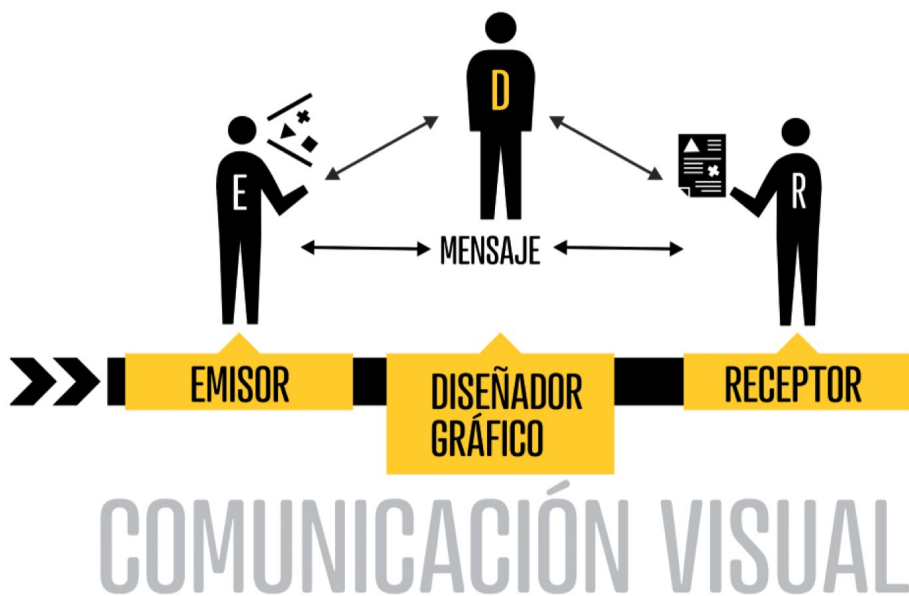 D
E
R
MENSAJE
EMISOR
DISEÑADOR
GRÁFICO
RECEPTOR
COMUNICACIÓN VISUAL